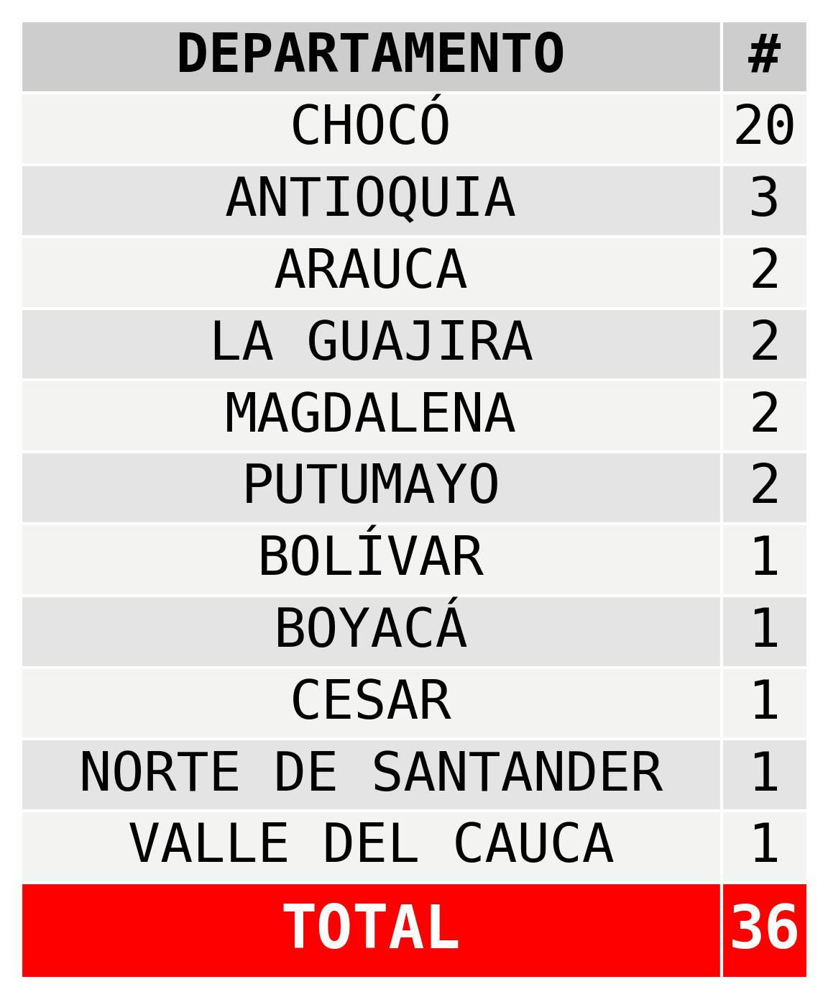 DEPARTAMENTO #
CHOCÓ 20
ANTIOQUIA 3
ARAUCA 2
LA GUAJIRA 2
MAGDALENA 2
PUTUMAYO 2
BOLÍVAR 1
BOYACÁ 1
CESAR 1
NORTE DE SANTANDER 1
VALLE DEL CAUCA 1
TOTAL 36